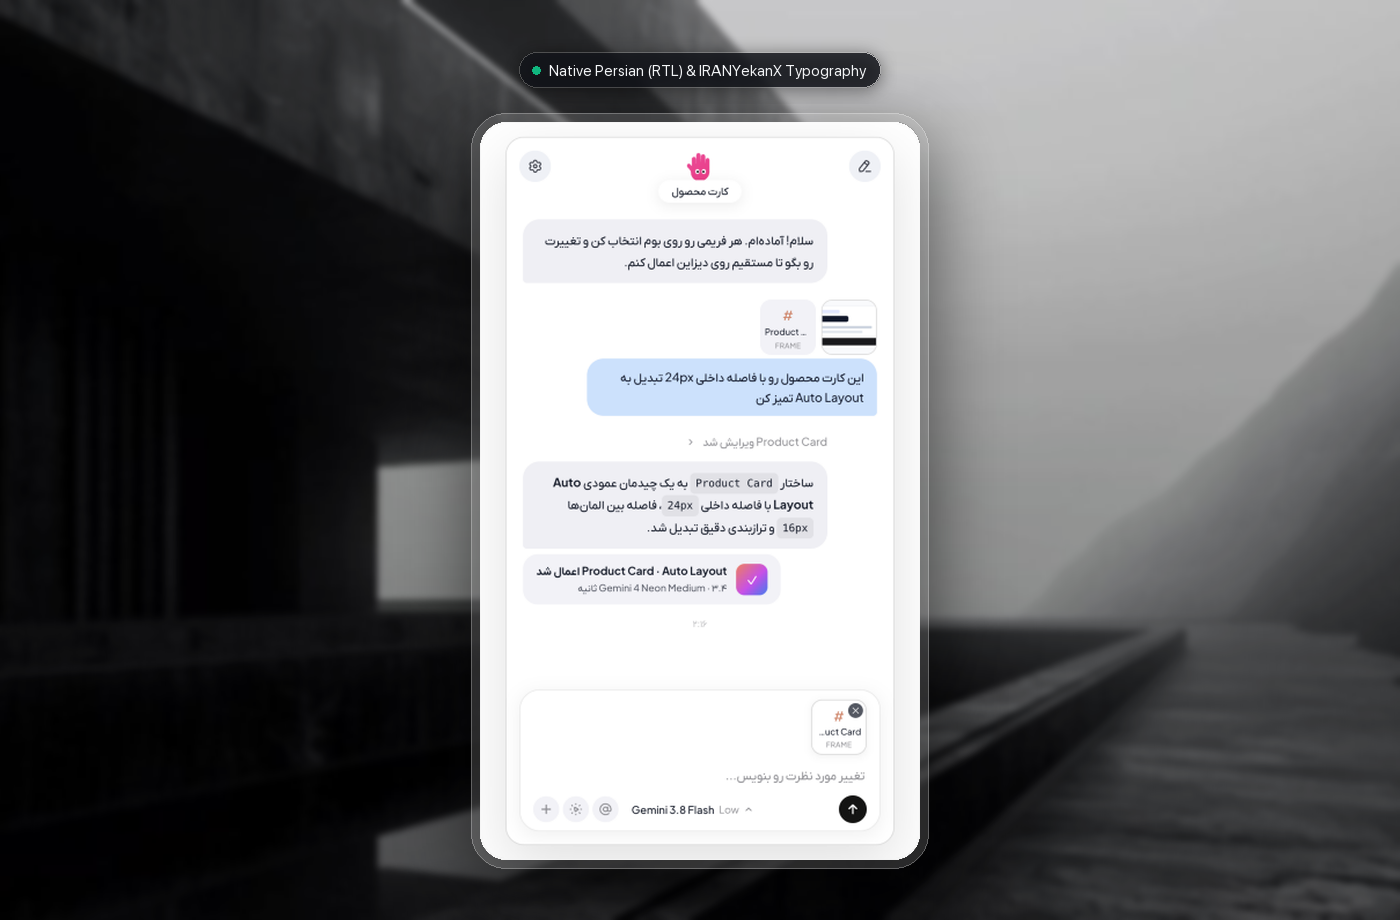 Native Persian (RTL) & IRANYekanX Typography
کارت محصول
سلام! آماده‌ام. هر فریمی رو روی بوم انتخاب کن و تغییرت
رو بگو تا مستقیم روی دیزاین اعمال کنم.
#
Product ...
FRAME
این کارت محصول رو با فاصله داخلی 24px تبدیل به
Auto Layout تمیز کن
Product Card ویرایش شد
ساختار Product Card به یک چیدمان عمودی Auto
Layout با فاصله داخلی 24px، فاصله بین المان‌ها
16px و ترازبندی دقیق تبدیل شد.
Product Card · Auto Layout اعمال شد
Gemini 4 Neon Medium · ۳.۴ ثانیه
۲:۱۶
#
...uct Card
FRAME
تغییر مورد نظرت رو بنویس...
Gemini 3.8 Flash Low